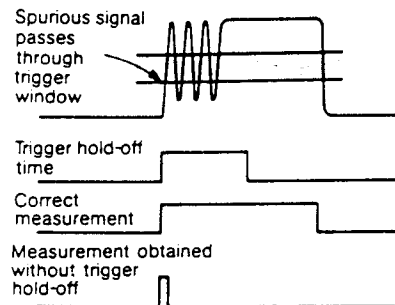 Spurious signal
passes
through
trigger
window
Trigger hold-off
time
Correct
measurement
Measurement obtained
without trigger
hold-off